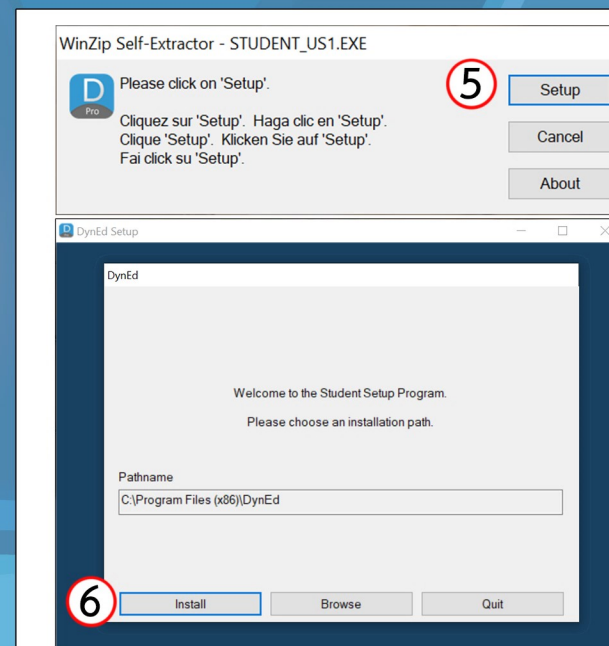 WinZip Self-Extractor - STUDENT_US1.EXE
D
Pro
Please click on 'Setup'.
Cliquez sur 'Setup'. Haga clic en 'Setup'.
Clique 'Setup'. Klicken Sie auf 'Setup'.
Fai click su 'Setup'.
5
Setup
Cancel
About
DynEd Setup
DynEd
Welcome to the Student Setup Program.
Please choose an installation path.
Pathname
C:\Program Files (x86)\DynEd
6
Install
Browse
Quit